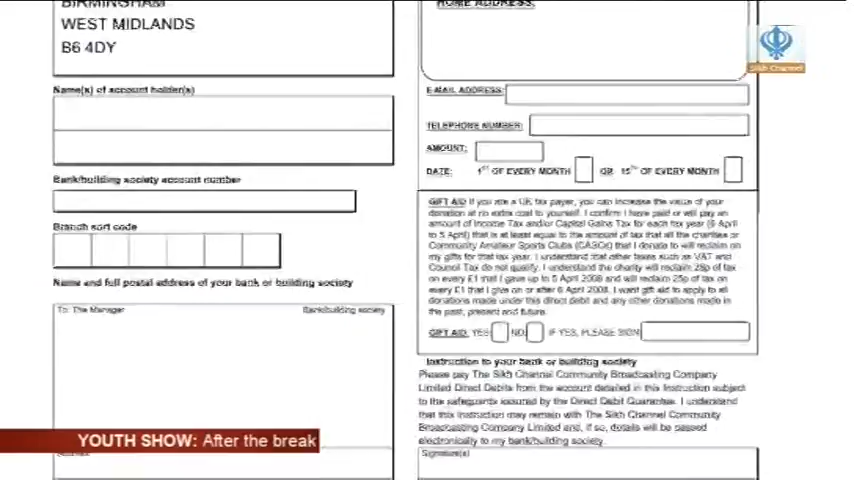 BIRMINGHAM
WEST MIDLANDS
B6 4DY
Name(s) of account holder(s)
Bank/building society account number
Branch sort code
Name and full postal address of your bank or building society
To: The Manager
Bank/building society
Address
HOME ADDRESS:
E-MAIL ADDRESS:
TELEPHONE NUMBER:
AMOUNT:
DATE: 1ST OF EVERY MONTH OR 15TH OF EVERY MONTH
GIFT AID If you are a UK tax payer, you can increase the value of your
donation at no extra cost to yourself. I confirm I have paid or will pay an
amount of Income Tax and/or Capital Gains Tax for each tax year (6 April
to 5 April) that is at least equal to the amount of tax that all the charities or
Community Amateur Sports Clubs (CASCs) that I donate to will reclaim on
my gifts for that tax year. I understand that other taxes such as VAT and
Council Tax do not qualify. I understand the charity will reclaim 28p of tax
on every £1 that I gave up to 5 April 2008 and will reclaim 25p of tax
on every £1 that I give on or after 6 April 2008. I want gift aid to apply to all
donations made under this direct debit and any other donations made in
the past, present and future.
GIFT AID: YES NO IF YES, PLEASE SIGN
Instruction to your bank or building society
Please pay The Sikh Channel Community Broadcasting Company
Limited Direct Debits from the account detailed in this Instruction subject
to the safeguards assured by the Direct Debit Guarantee. I understand
that this instruction may remain with The Sikh Channel Community
Broadcasting Company Limited and, if so, details will be passed
electronically to my bank/building society.
Signature(s)
Sikh Channel
YOUTH SHOW: After the break